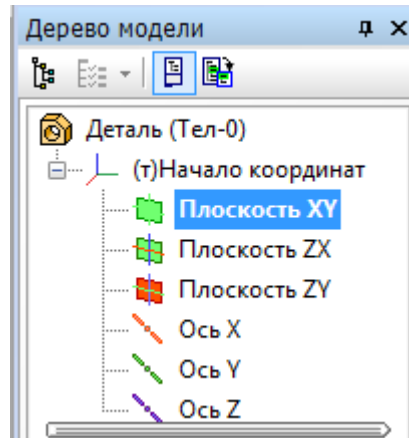 Дерево модели
Деталь (Тел-0)
(т)Начало координат
Плоскость XY
Плоскость ZX
Плоскость ZY
Ось X
Ось Y
Ось Z